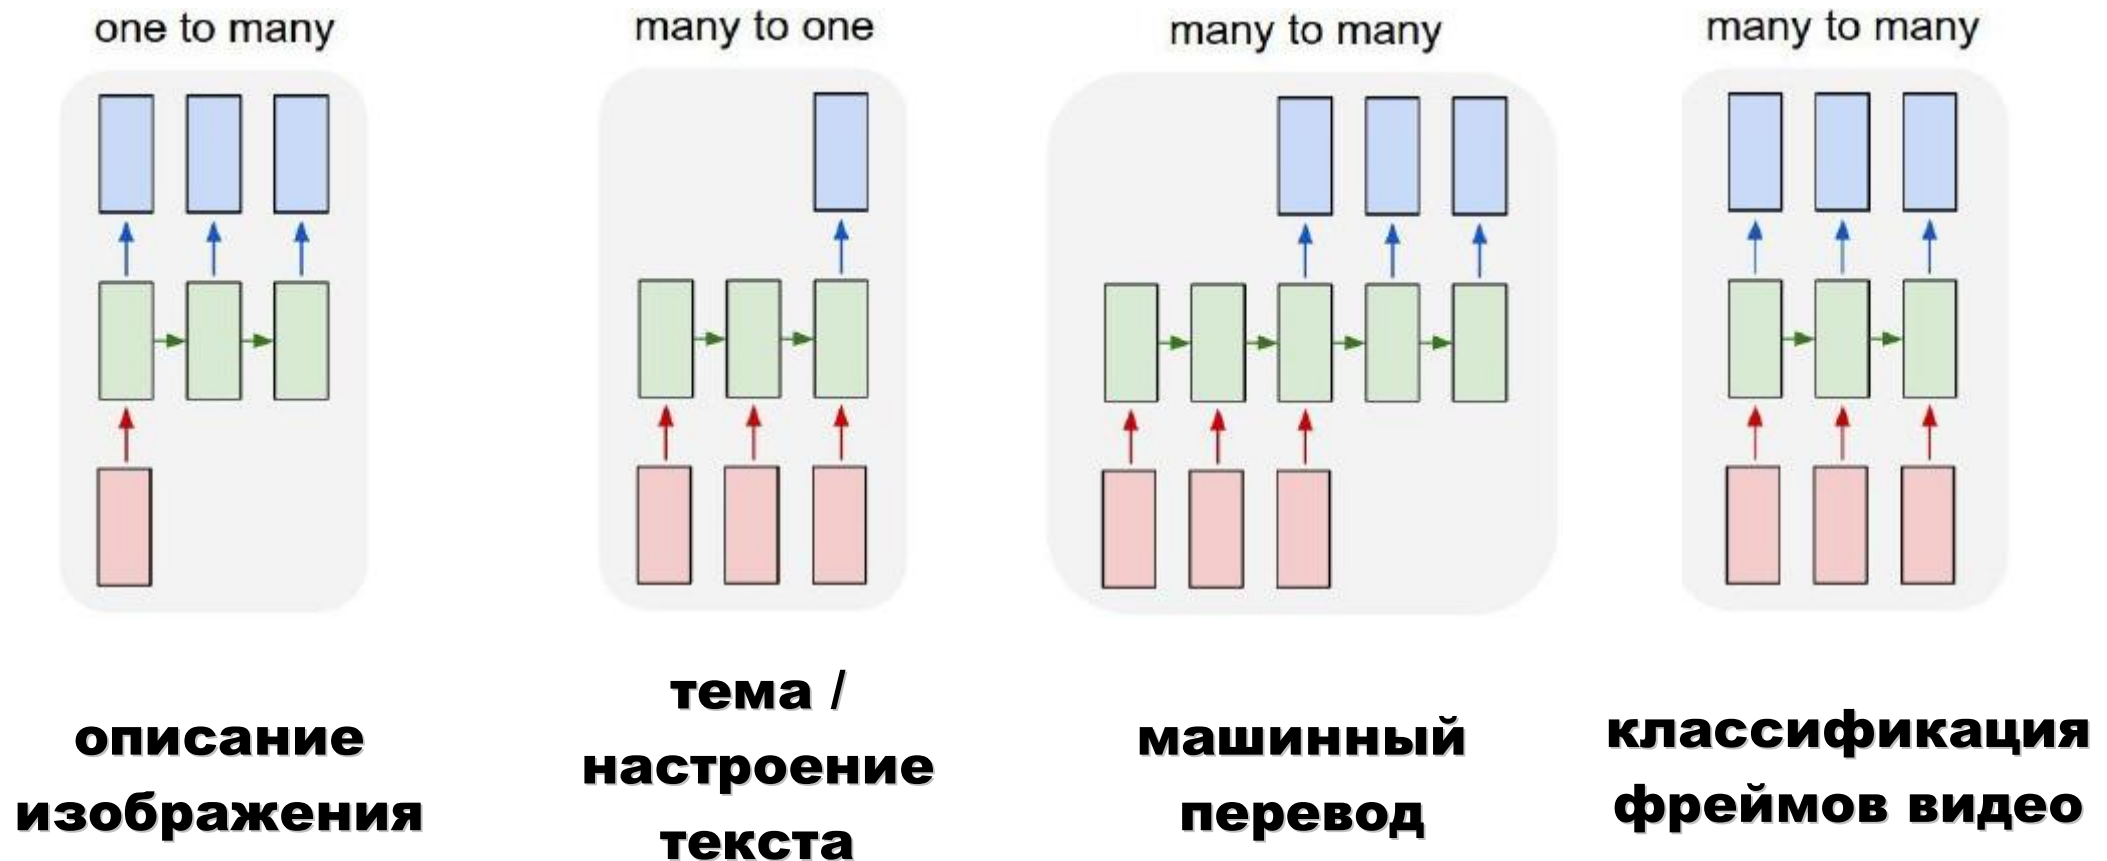 one to many
many to one
many to many
many to many
описание
изображения
тема /
настроение
текста
машинный
перевод
классификация
фреймов видео